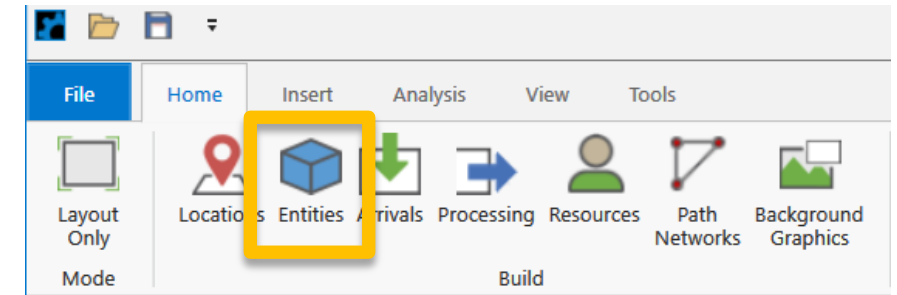 File Home Insert Analysis View Tools
Layout Only
Locations Entities Arrivals Processing Resources Path Networks Background Graphics
Mode Build